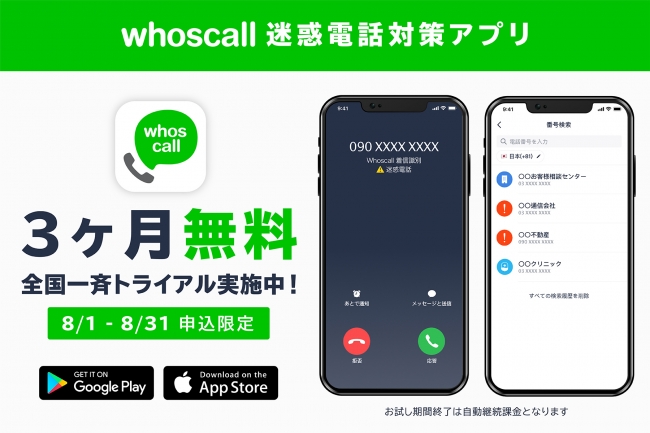 whoscall 迷惑電話対策アプリ
whos
call
3ヶ月無料
全国一斉トライアル実施中!
8/1 - 8/31 申込限定
GET IT ON
Google Play
Download on the
App Store
9:41
090 XXXX XXXX
Whoscall 着信識別
迷惑電話
あとで通知
メッセージと送信
拒否
応答
9:41
番号検索
電話番号を入力
日本(+81)
〇〇お客様相談センター
03 XXXX XXXX
〇〇通信会社
03 XXXX XXXX
〇〇不動産
090 XXXX XXXX
〇〇クリニック
03 XXXX XXXX
すべての検索履歴を削除
お試し期間終了は自動継続課金となります